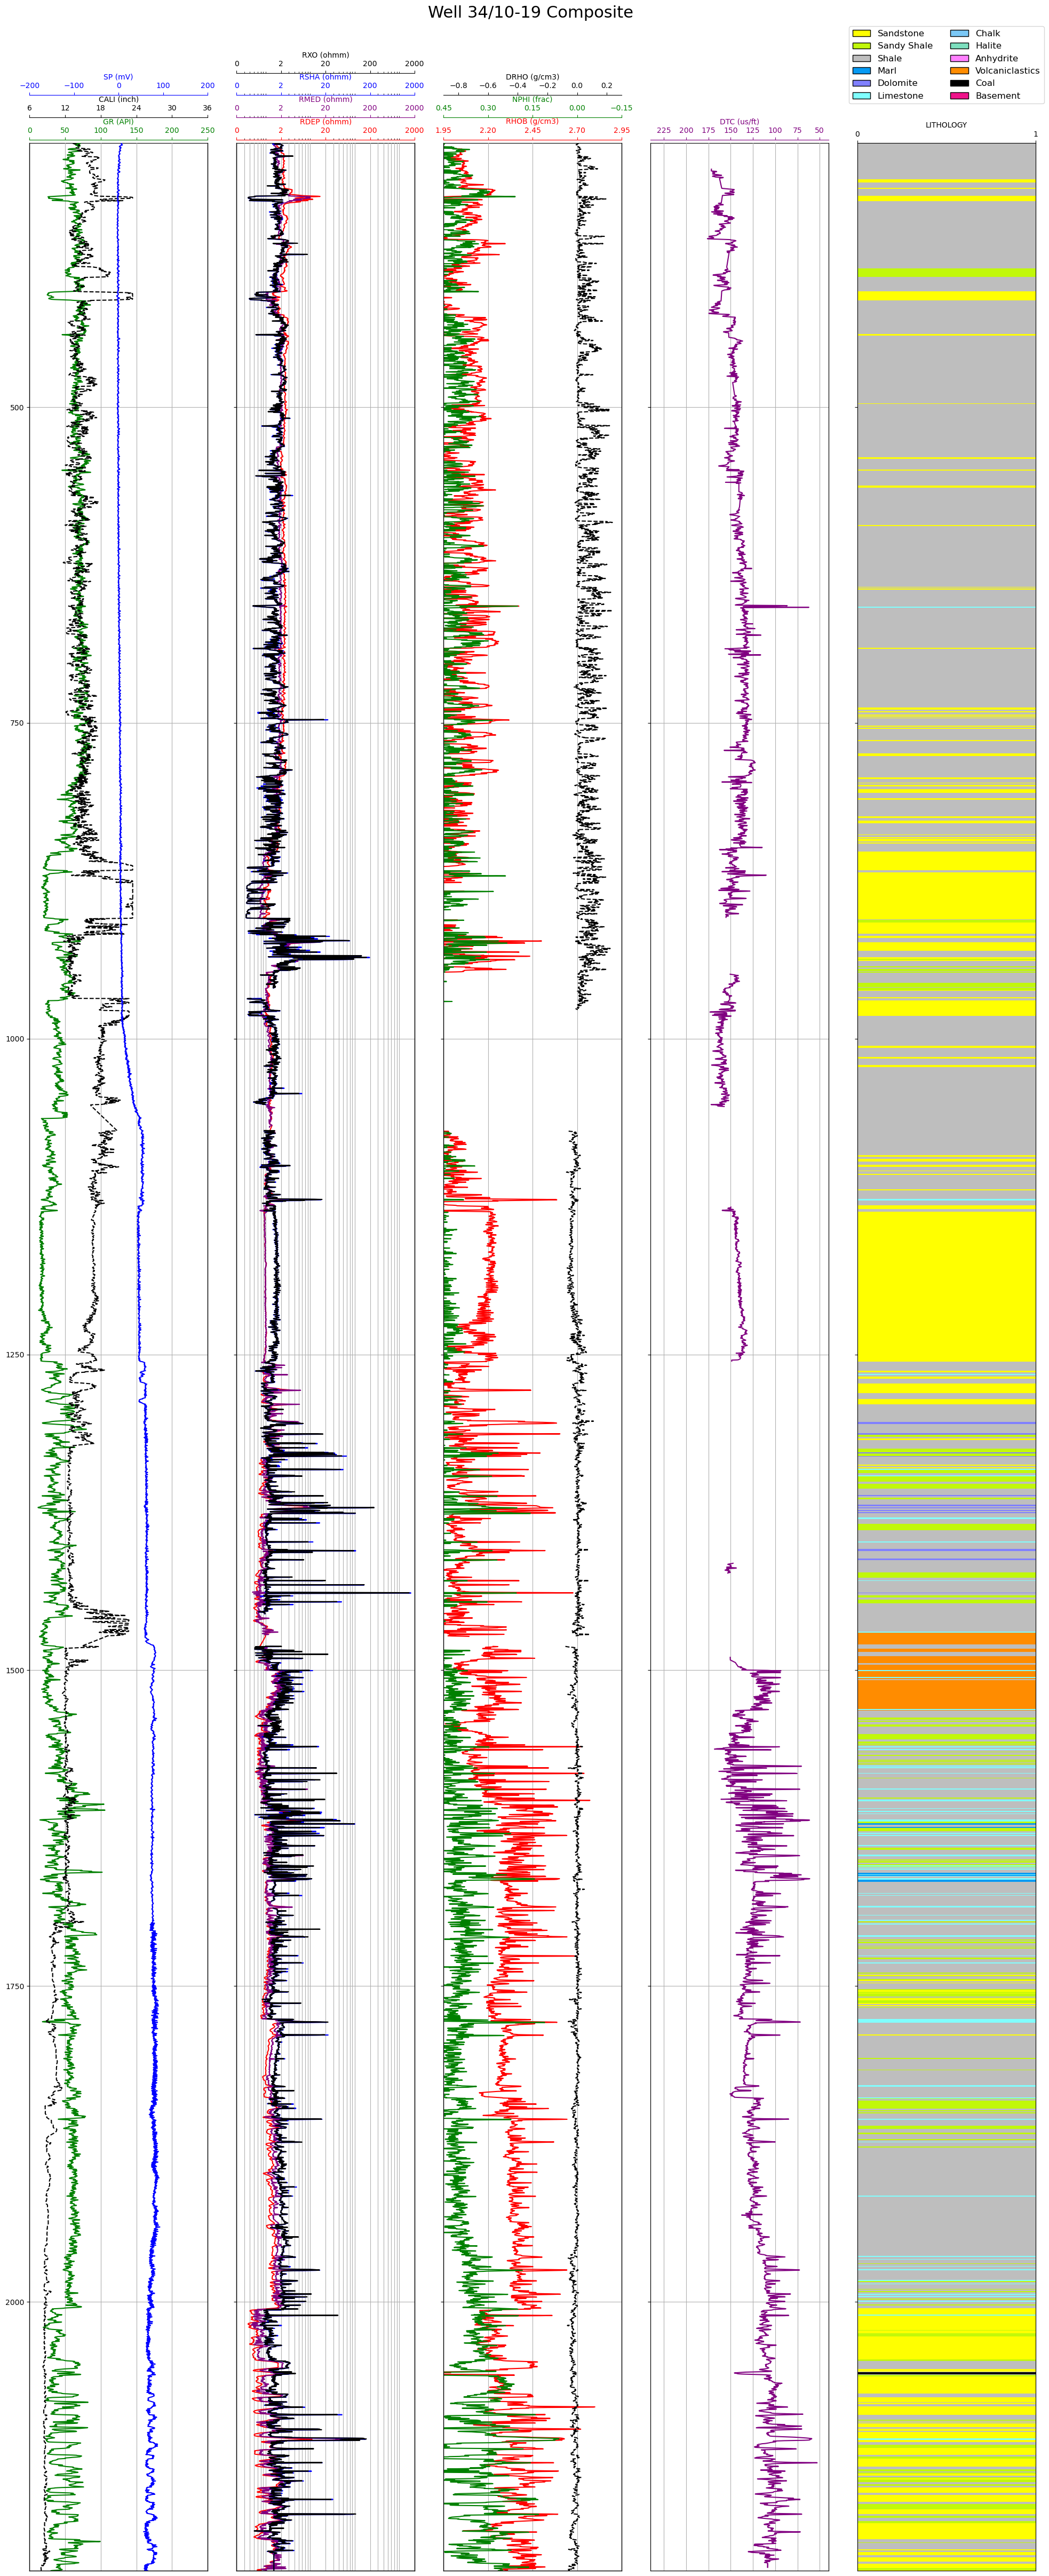 Well 34/10-19 Composite
Sandstone Chalk
Sandy Shale Halite
Shale Anhydrite
Marl Volcaniclastics
Dolomite Coal
Limestone Basement
RXO (ohmm)
0 2 20 200 2000
SP (mV) RSHA (ohmm) DRHO (g/cm3)
−200 −100 0 100 200 0 2 20 200 2000 −0.8 −0.6 −0.4 −0.2 0.0 0.2
CALI (inch) RMED (ohmm) NPHI (frac)
6 12 18 24 30 36 0 2 20 200 2000 0.45 0.30 0.15 0.00 −0.15
GR (API) RDEP (ohmm) RHOB (g/cm3) DTC (us/ft) LITHOLOGY
0 50 100 150 200 250 0 2 20 200 2000 1.95 2.20 2.45 2.70 2.95 225 200 175 150 125 100 75 50 0 1
500
750
1000
1250
1500
1750
2000